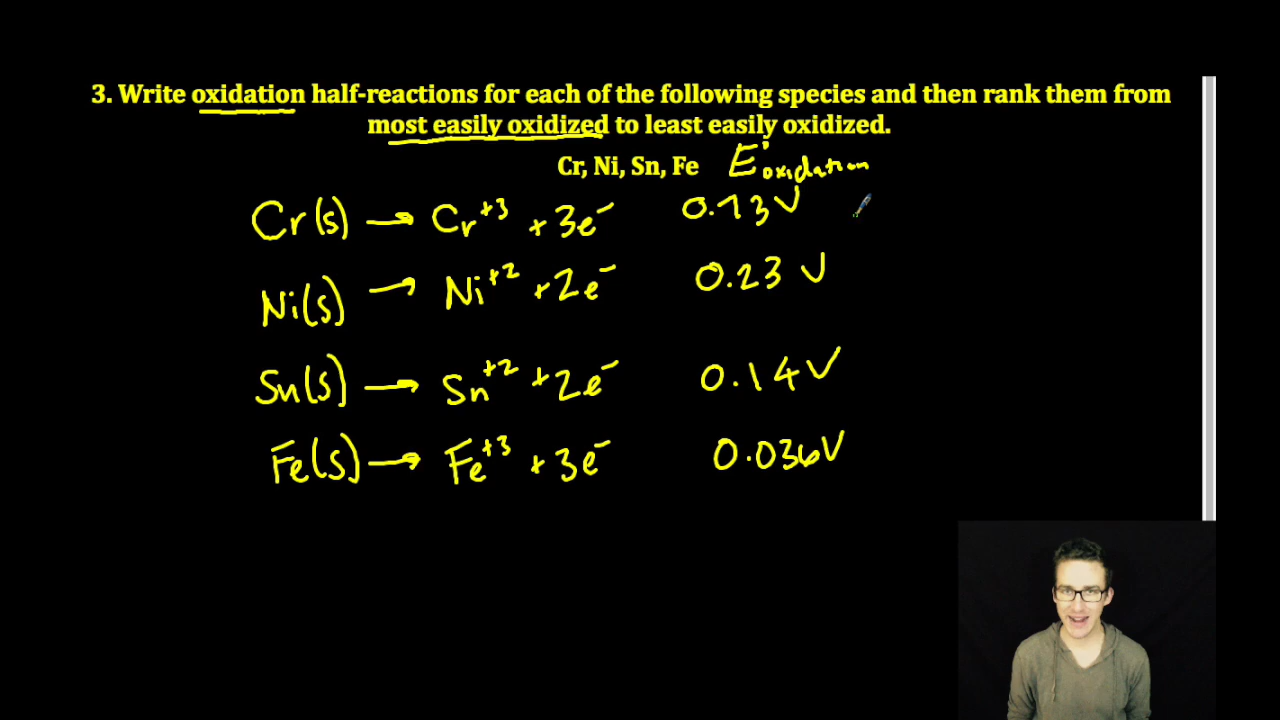 3. Write oxidation half-reactions for each of the following species and then rank them from
most easily oxidized to least easily oxidized.
Cr, Ni, Sn, Fe E°oxidation
Cr(s) → Cr⁺³ + 3e⁻ 0.73V
Ni(s) → Ni⁺² + 2e⁻ 0.23 V
Sn(s) → Sn⁺² + 2e⁻ 0.14V
Fe(s) → Fe⁺³ + 3e⁻ 0.036V